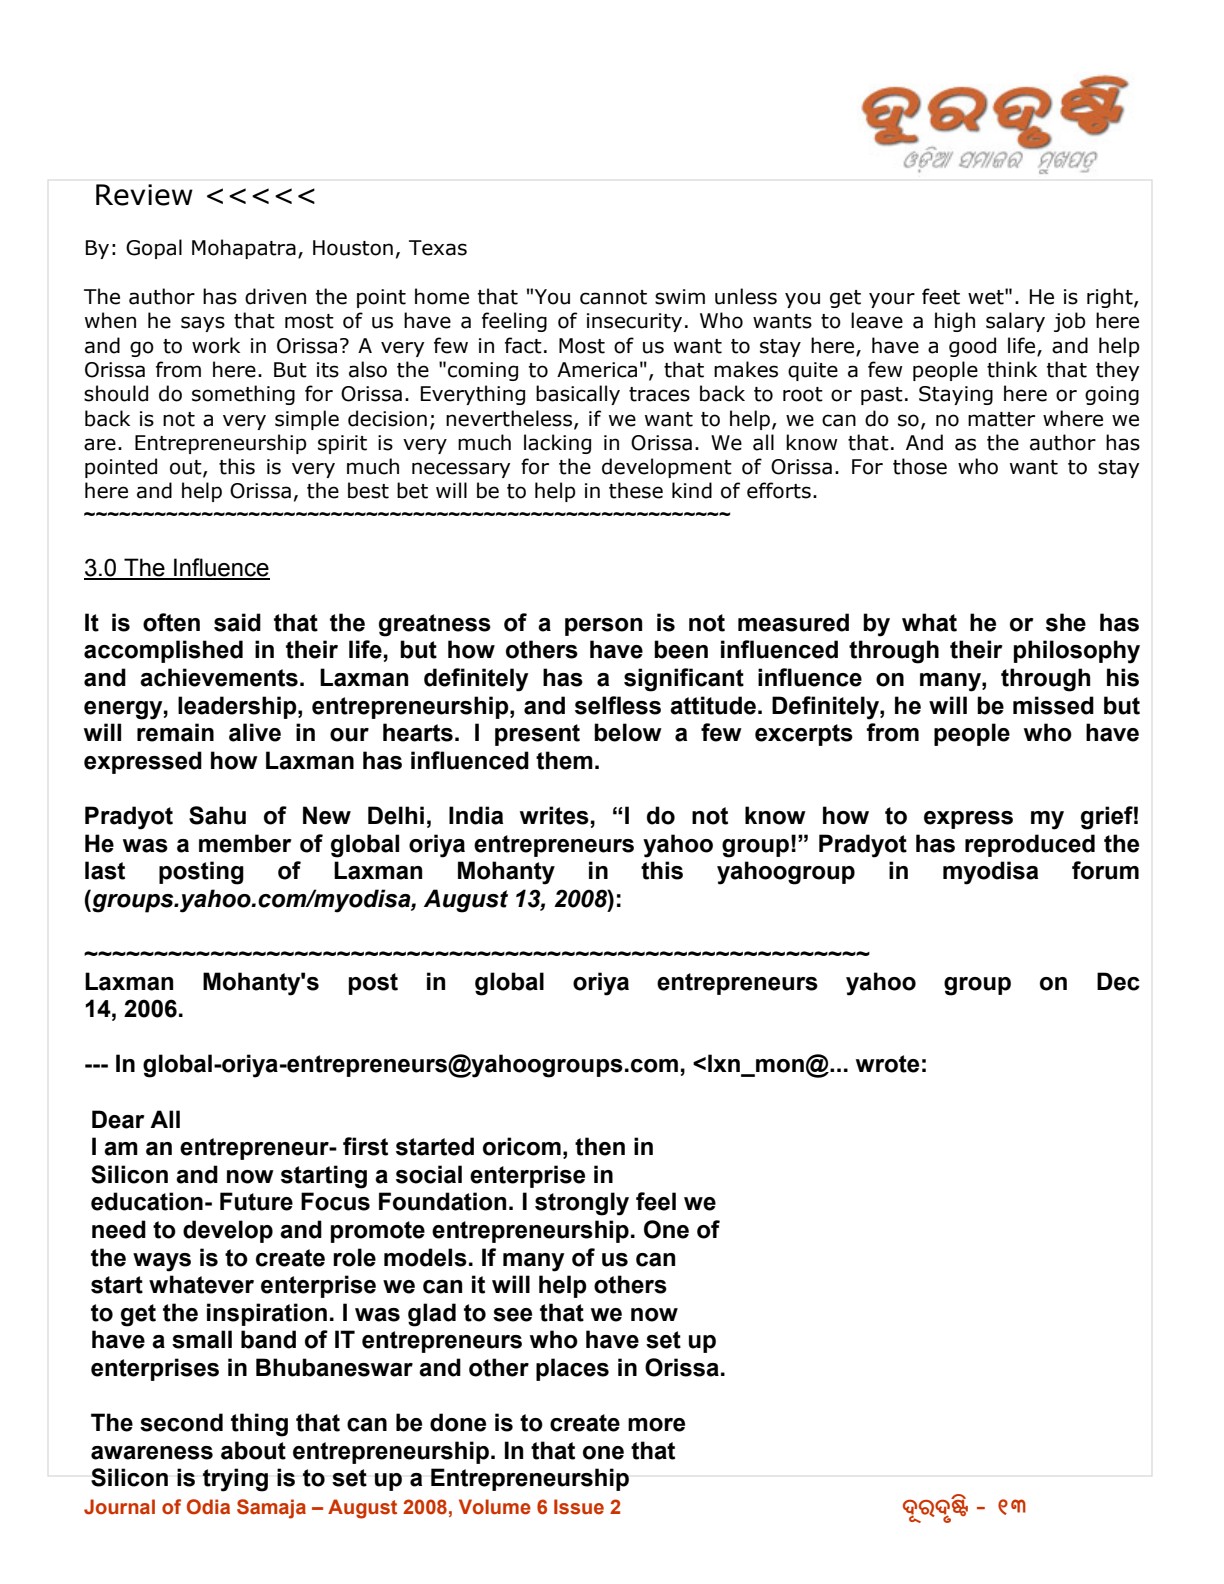 ଦୁରଦୃଷ୍ଟି
ଓଡ଼ିଆ ସମାଜର ମୁଖପତ୍ର
Review <<<<<
By: Gopal Mohapatra, Houston, Texas
The author has driven the point home that "You cannot swim unless you get your feet wet". He is right,
when he says that most of us have a feeling of insecurity. Who wants to leave a high salary job here
and go to work in Orissa? A very few in fact. Most of us want to stay here, have a good life, and help
Orissa from here. But its also the "coming to America", that makes quite a few people think that they
should do something for Orissa. Everything basically traces back to root or past. Staying here or going
back is not a very simple decision; nevertheless, if we want to help, we can do so, no matter where we
are. Entrepreneurship spirit is very much lacking in Orissa. We all know that. And as the author has
pointed out, this is very much necessary for the development of Orissa. For those who want to stay
here and help Orissa, the best bet will be to help in these kind of efforts.
~~~~~~~~~~~~~~~~~~~~~~~~~~~~~~~~~~~~~~~~~~~~~~~~~~~~~~~
3.0 The Influence
It is often said that the greatness of a person is not measured by what he or she has
accomplished in their life, but how others have been influenced through their philosophy
and achievements. Laxman definitely has a significant influence on many, through his
energy, leadership, entrepreneurship, and selfless attitude. Definitely, he will be missed but
will remain alive in our hearts. I present below a few excerpts from people who have
expressed how Laxman has influenced them.
Pradyot Sahu of New Delhi, India writes, “I do not know how to express my grief!
He was a member of global oriya entrepreneurs yahoo group!” Pradyot has reproduced the
last posting of Laxman Mohanty in this yahoogroup in myodisa forum
(groups.yahoo.com/myodisa, August 13, 2008):
~~~~~~~~~~~~~~~~~~~~~~~~~~~~~~~~~~~~~~~~~~~~~~~~~~~~~~~~
Laxman Mohanty's post in global oriya entrepreneurs yahoo group on Dec
14, 2006.
--- In global-oriya-entrepreneurs@yahoogroups.com, <lxn_mon@... wrote:
Dear All
I am an entrepreneur- first started oricom, then in
Silicon and now starting a social enterprise in
education- Future Focus Foundation. I strongly feel we
need to develop and promote entrepreneurship. One of
the ways is to create role models. If many of us can
start whatever enterprise we can it will help others
to get the inspiration. I was glad to see that we now
have a small band of IT entrepreneurs who have set up
enterprises in Bhubaneswar and other places in Orissa.
The second thing that can be done is to create more
awareness about entrepreneurship. In that one that
Silicon is trying is to set up a Entrepreneurship
Journal of Odia Samaja – August 2008, Volume 6 Issue 2 ଦୂରଦୃଷ୍ଟି - ୧୩